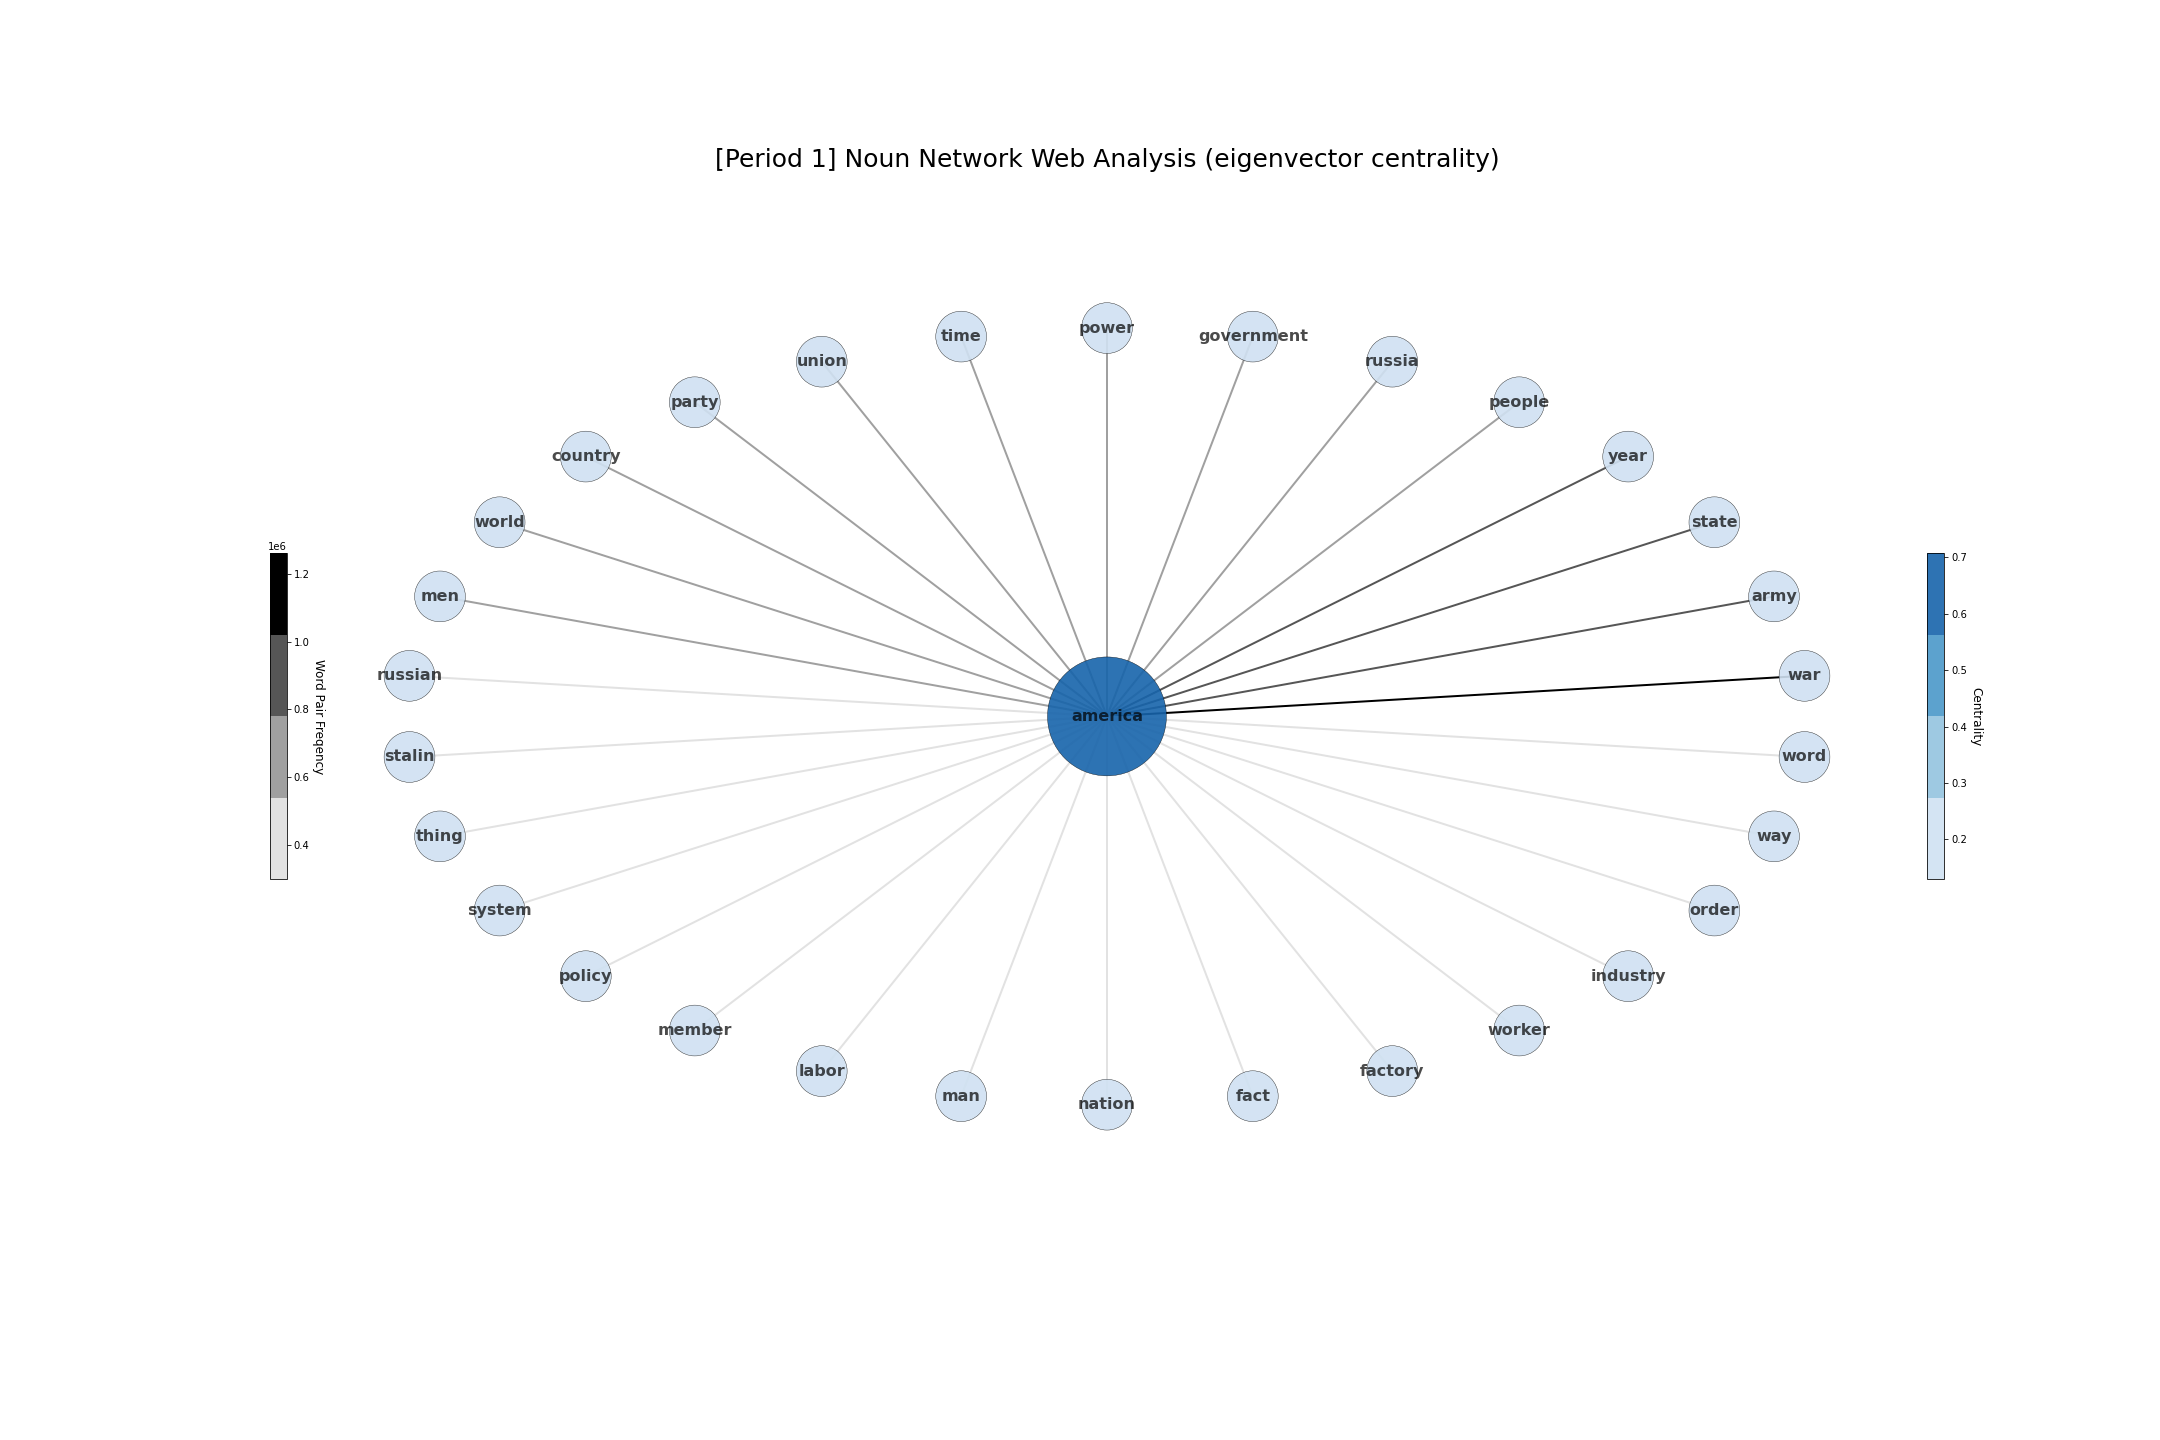 [Period 1] Noun Network Web Analysis (eigenvector centrality)
power
time
government
union
russia
party
people
country
year
world
state
1e6
1.2
1.0
0.8
0.6
0.4
Word Pair Freqency
0.7
0.6
0.5
0.4
0.3
0.2
Centrality
men
army
russian
war
america
stalin
word
thing
way
system
order
policy
industry
member
worker
labor
factory
man
fact
nation